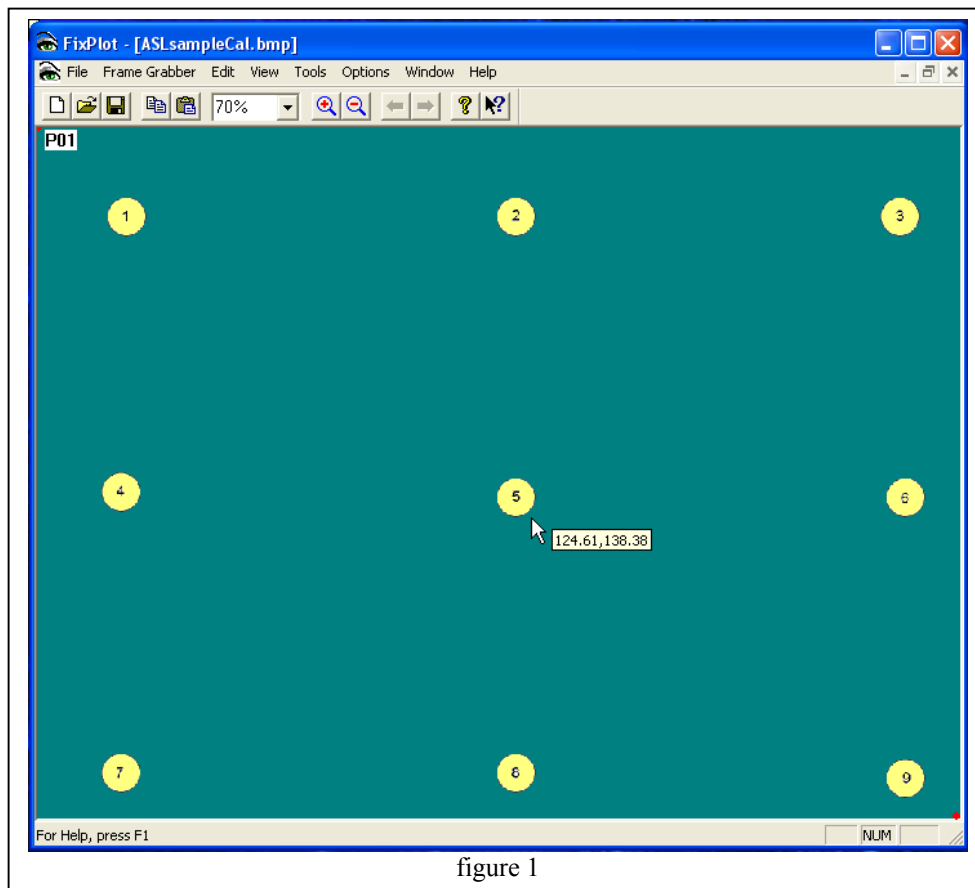 FixPlot - [ASLsampleCal.bmp]
File Frame Grabber Edit View Tools Options Window Help
70%
P01
1 2 3
4 5 6
124.61,138.38
7 8 9
For Help, press F1 NUM
figure 1